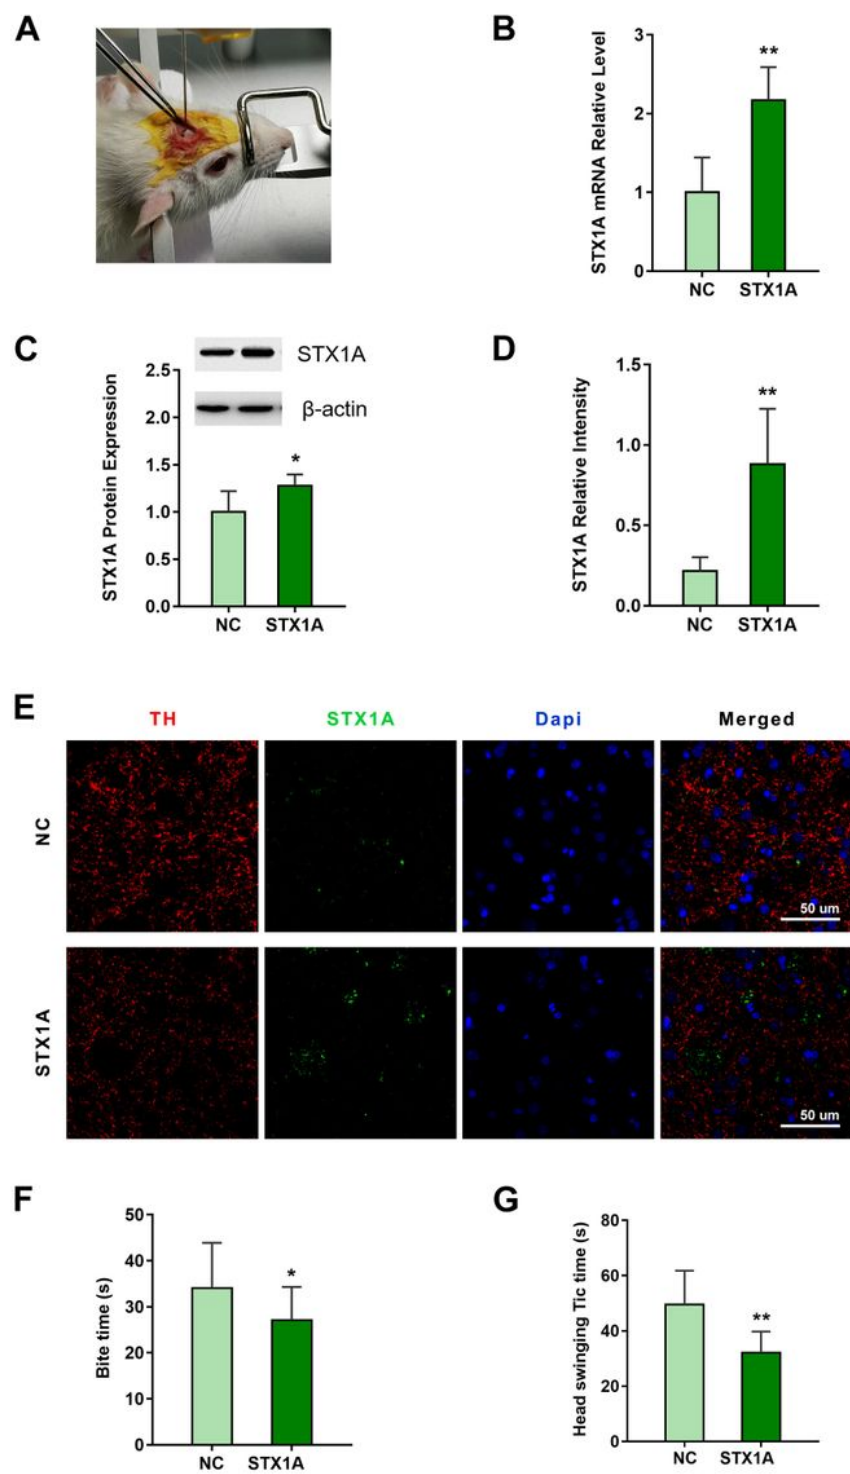 A
B
STX1A mRNA Relative Level
3
2
1
0
**
NC STX1A
C
STX1A
β-actin
STX1A Protein Expression
2.5
2.0
1.5
1.0
0.5
0.0
*
NC STX1A
D
STX1A Relative Intensity
1.5
1.0
0.5
0.0
**
NC STX1A
E
TH STX1A Dapi Merged
NC
50 um
STX1A
50 um
F
Bite time (s)
50
40
30
20
10
0
*
NC STX1A
G
Head swinging Tic time (s)
80
60
40
20
0
**
NC STX1A